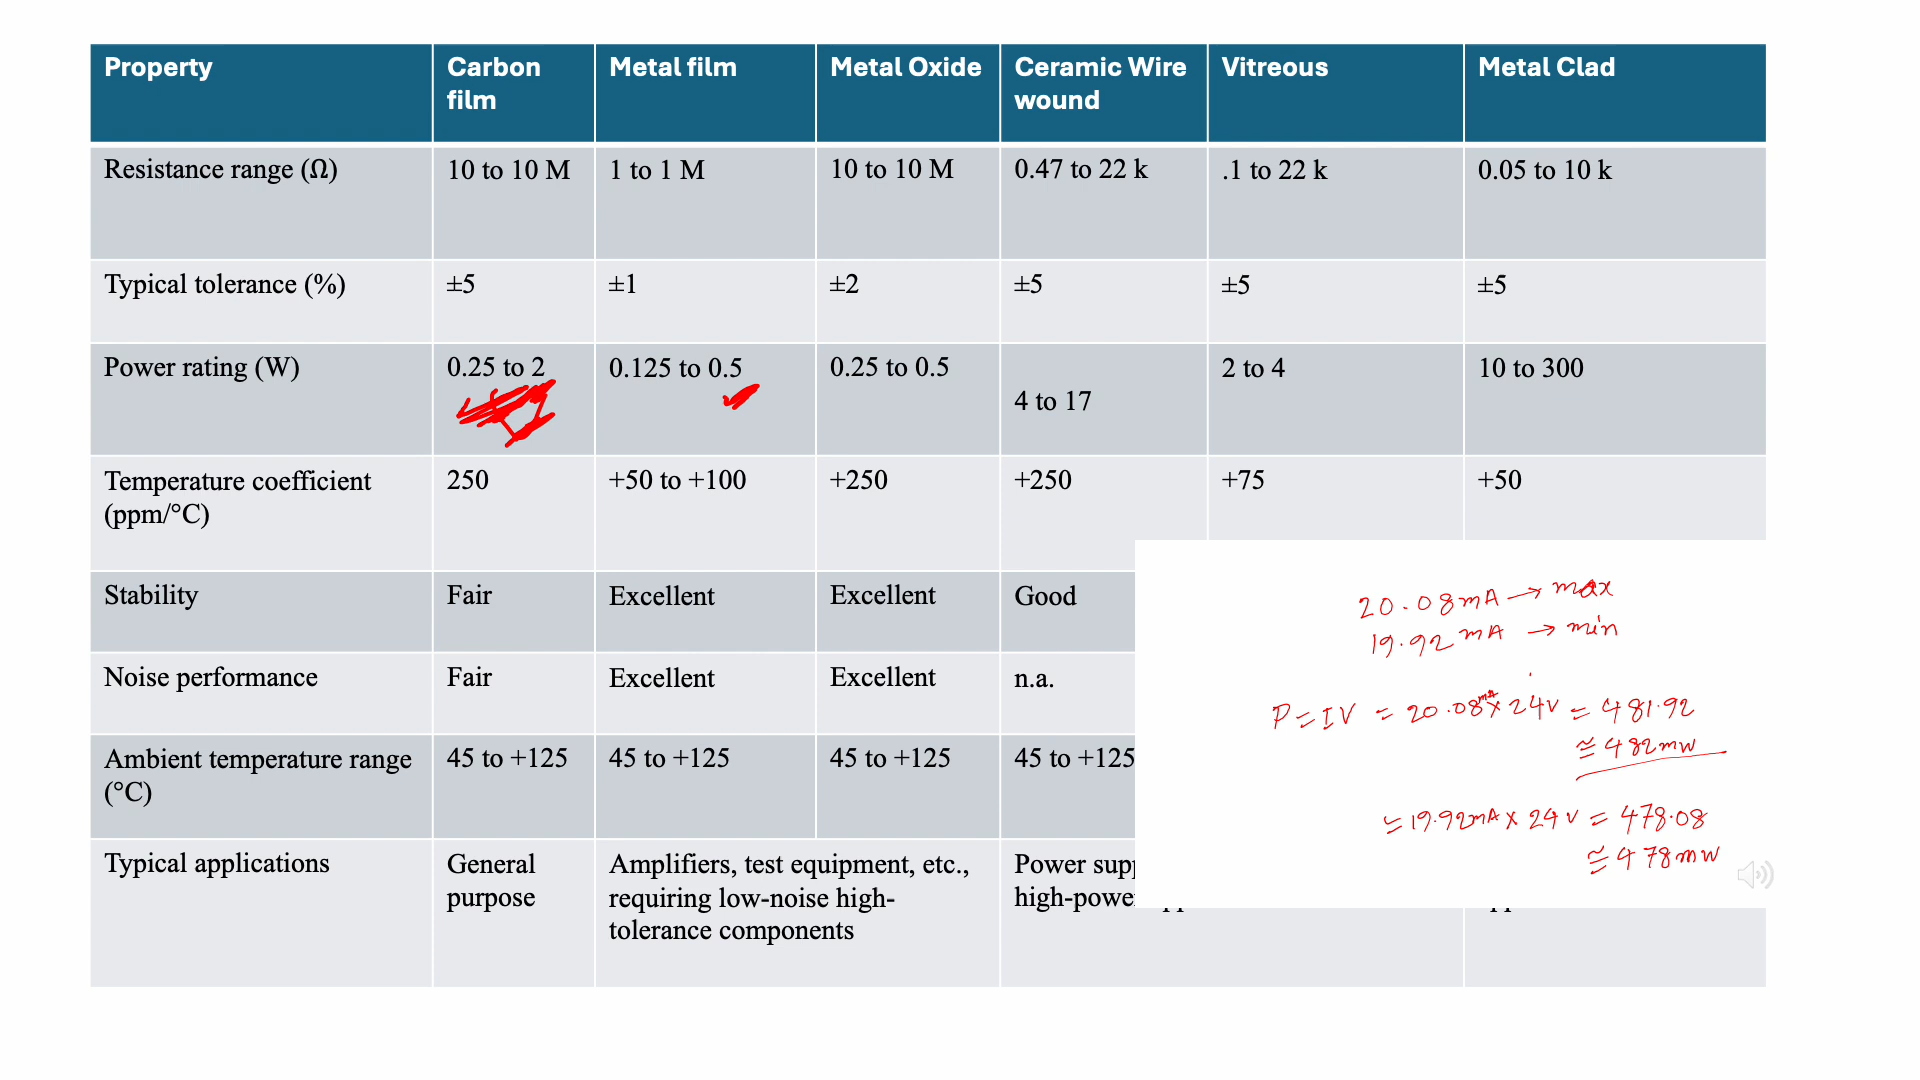 Property
Carbon
film
Metal film
Metal Oxide
Ceramic Wire
wound
Vitreous
Metal Clad
Resistance range (Ω)
10 to 10 M
1 to 1 M
10 to 10 M
0.47 to 22 k
.1 to 22 k
0.05 to 10 k
Typical tolerance (%)
±5
±1
±2
±5
±5
±5
Power rating (W)
0.25 to 2
0.125 to 0.5
0.25 to 0.5
4 to 17
2 to 4
10 to 300
Temperature coefficient
(ppm/°C)
250
+50 to +100
+250
+250
+75
+50
Stability
Fair
Excellent
Excellent
Good
Noise performance
Fair
Excellent
Excellent
n.a.
Ambient temperature range
(°C)
45 to +125
45 to +125
45 to +125
45 to +125
Typical applications
General
purpose
Amplifiers, test equipment, etc.,
requiring low-noise high-
tolerance components
Power
20.08mA → max
19.92 mA → min
P = IV = 20.08mA × 24V = 481.92
≅ 482mW
= 19.92mA × 24V = 478.08
≅ 478mW